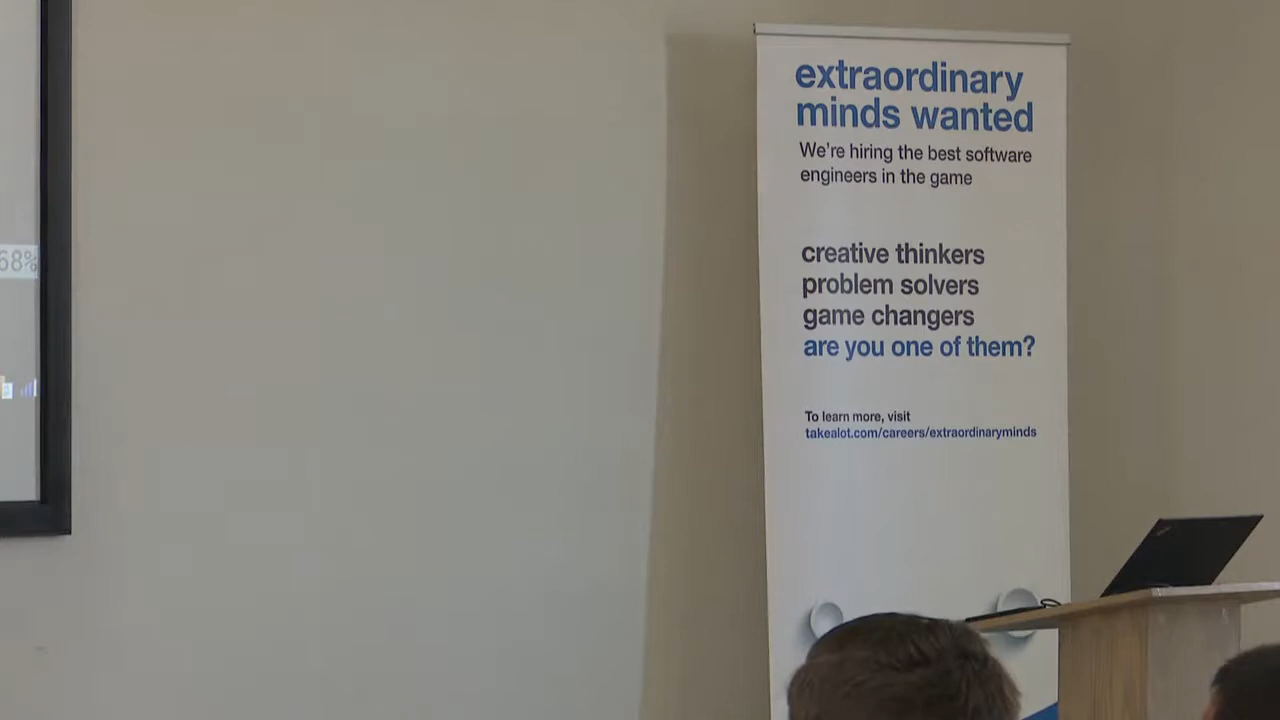 68%
extraordinary
minds wanted
We're hiring the best software
engineers in the game
creative thinkers
problem solvers
game changers
are you one of them?
To learn more, visit
takealot.com/careers/extraordinaryminds